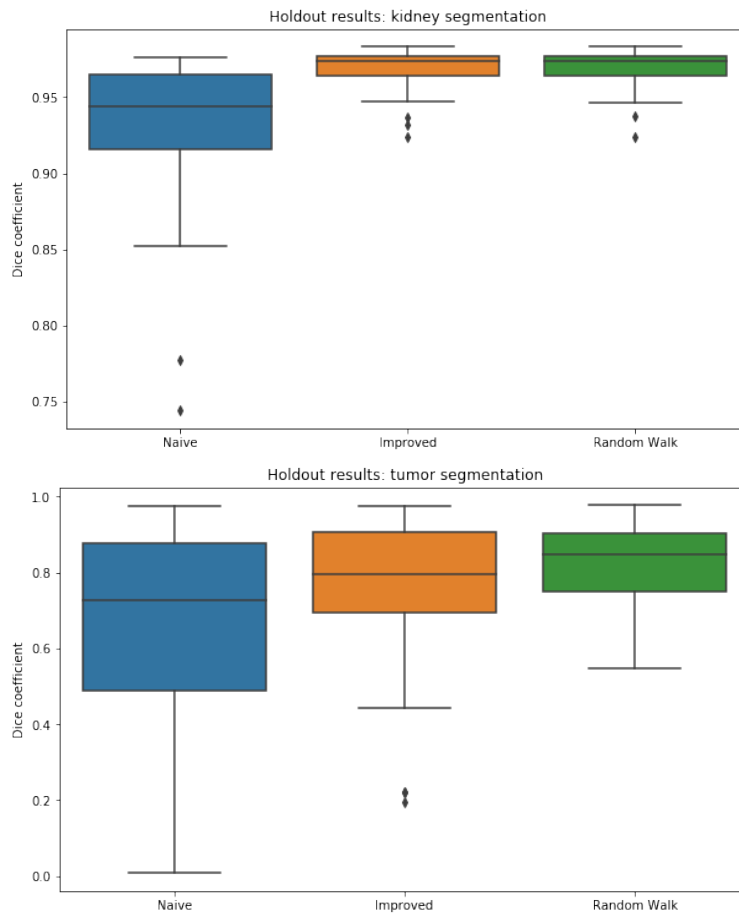 Holdout results: kidney segmentation
Dice coefficient
0.95
0.90
0.85
0.80
0.75
Naive
Improved
Random Walk
Holdout results: tumor segmentation
Dice coefficient
1.0
0.8
0.6
0.4
0.2
0.0
Naive
Improved
Random Walk